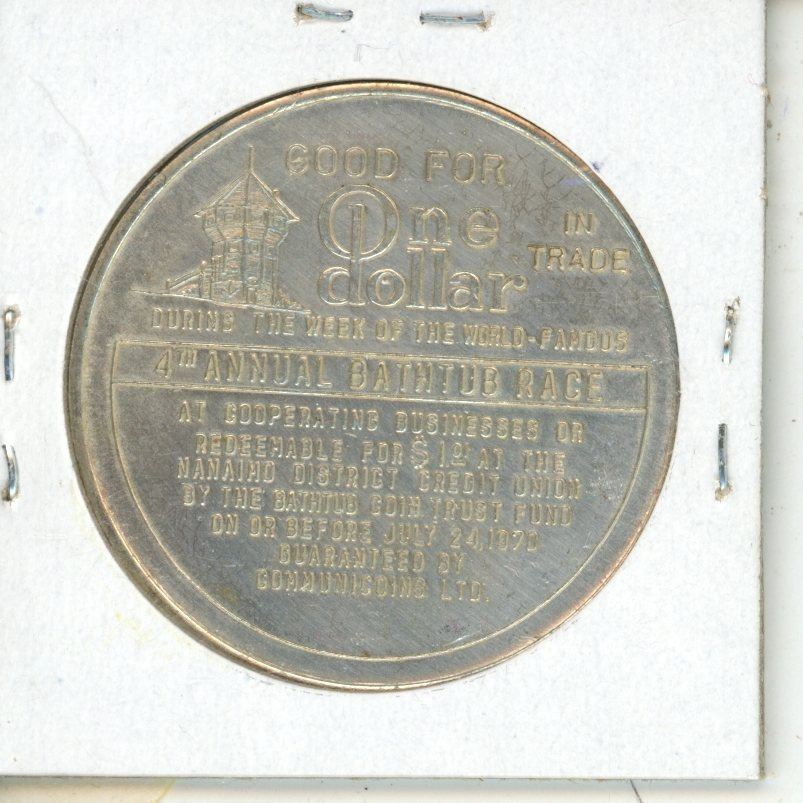 GOOD FOR
One
dollar
IN
TRADE
DURING THE WEEK OF THE WORLD-FAMOUS
4TH ANNUAL BATHTUB RACE
AT COOPERATING BUSINESSES OR
REDEEMABLE FOR $1.00 AT THE
NANAIMO DISTRICT CREDIT UNION
BY THE BATHTUB COIN TRUST FUND
ON OR BEFORE JULY 24, 1970
GUARANTEED BY
COMMUNICOINS LTD.